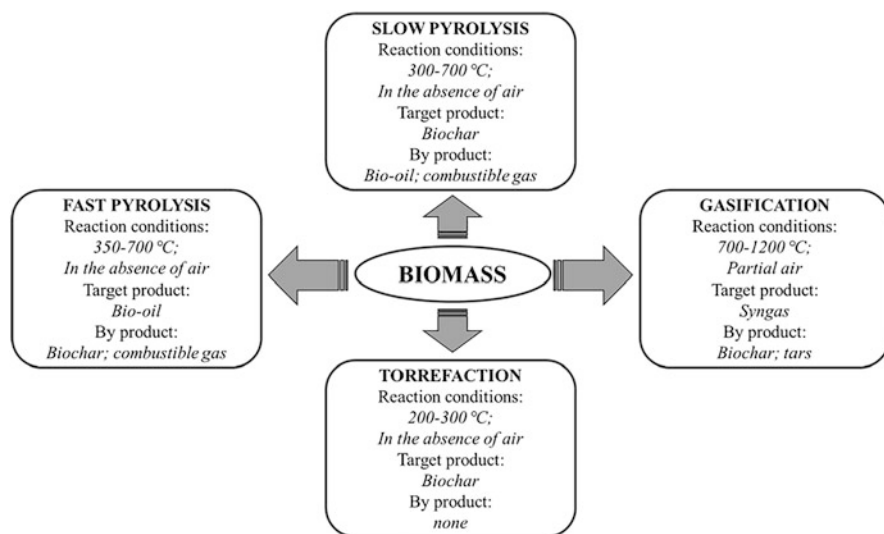 SLOW PYROLYSIS
Reaction conditions:
300-700 °C;
In the absence of air
Target product:
Biochar
By product:
Bio-oil; combustible gas
FAST PYROLYSIS
Reaction conditions:
350-700 °C;
In the absence of air
Target product:
Bio-oil
By product:
Biochar; combustible gas
BIOMASS
GASIFICATION
Reaction conditions:
700-1200 °C;
Partial air
Target product:
Syngas
By product:
Biochar; tars
TORREFACTION
Reaction conditions:
200-300 °C;
In the absence of air
Target product:
Biochar
By product:
none